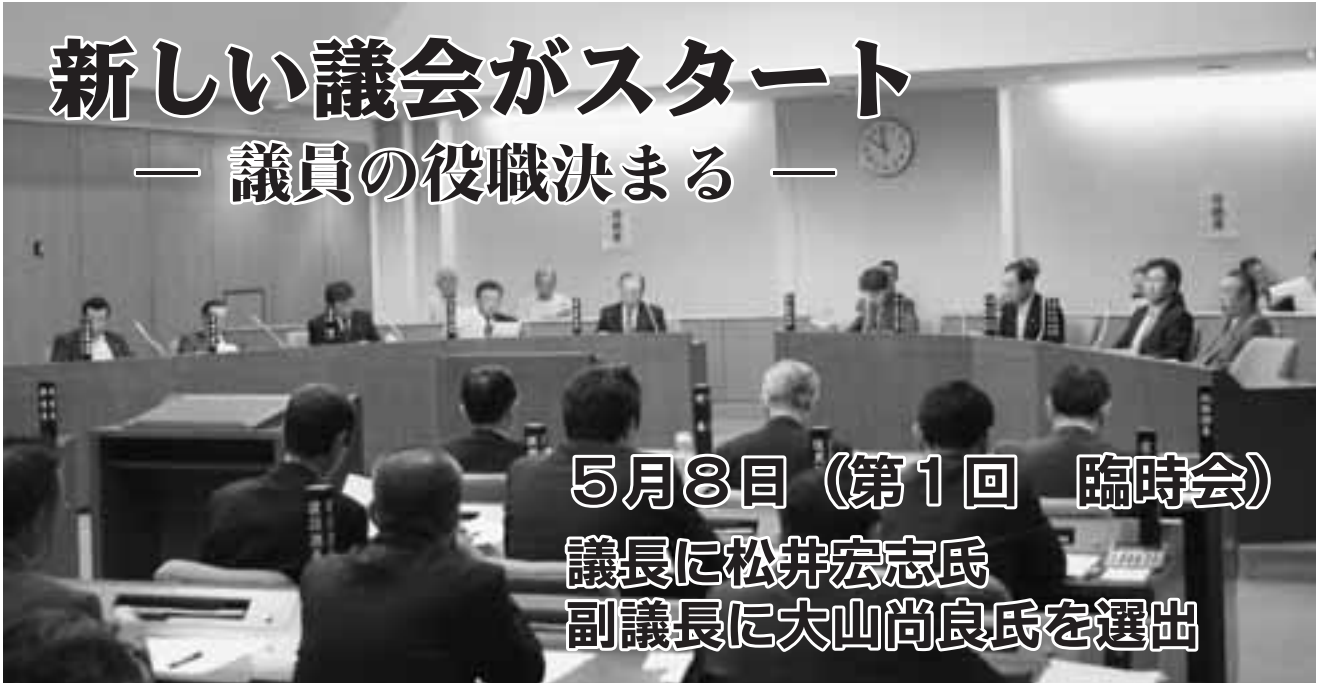 新しい議会がスタート
― 議員の役職決まる ―
５月８日（第１回　臨時会）
議長に松井宏志氏
副議長に大山尚良氏を選出